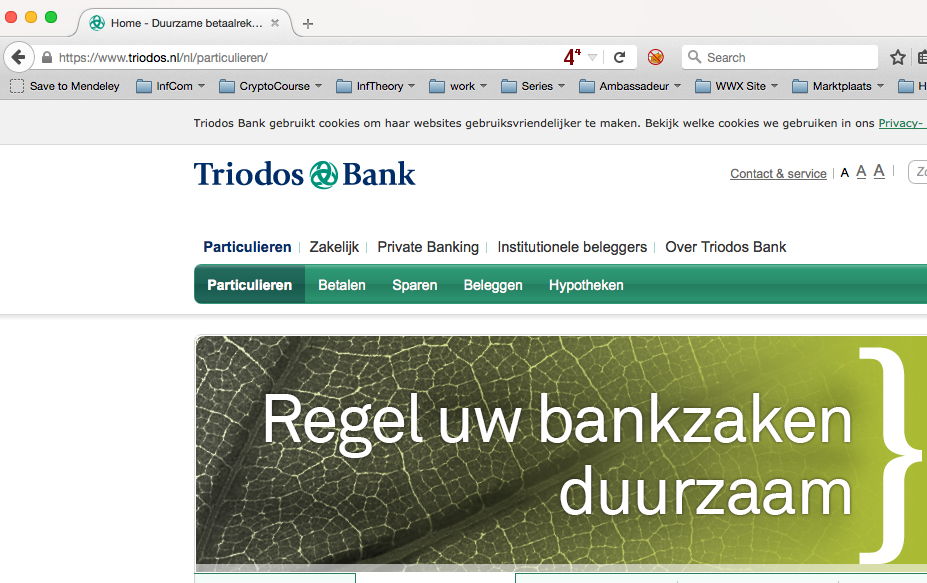 Home - Duurzame betaalrek...
https://www.triodos.nl/nl/particulieren/
4⁴
Search
Save to Mendeley InfCom CryptoCourse InfTheory work Series Ambassadeur WWX Site Marktplaats H
Triodos Bank gebruikt cookies om haar websites gebruiksvriendelijker te maken. Bekijk welke cookies we gebruiken in ons Privacy-
Triodos Bank
Contact & service | A A A | Zo
Particulieren | Zakelijk | Private Banking | Institutionele beleggers | Over Triodos Bank
Particulieren Betalen Sparen Beleggen Hypotheken
Regel uw bankzaken
duurzaam
}